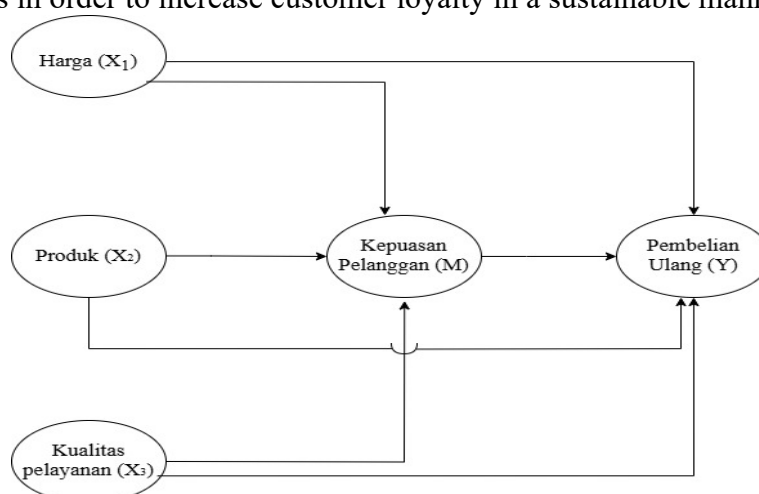 s in order to increase customer loyalty in a sustainable mann
Harga (X₁)
Produk (X₂)
Kepuasan
Pelanggan (M)
Pembelian
Ulang (Y)
Kualitas
pelayanan (X₃)